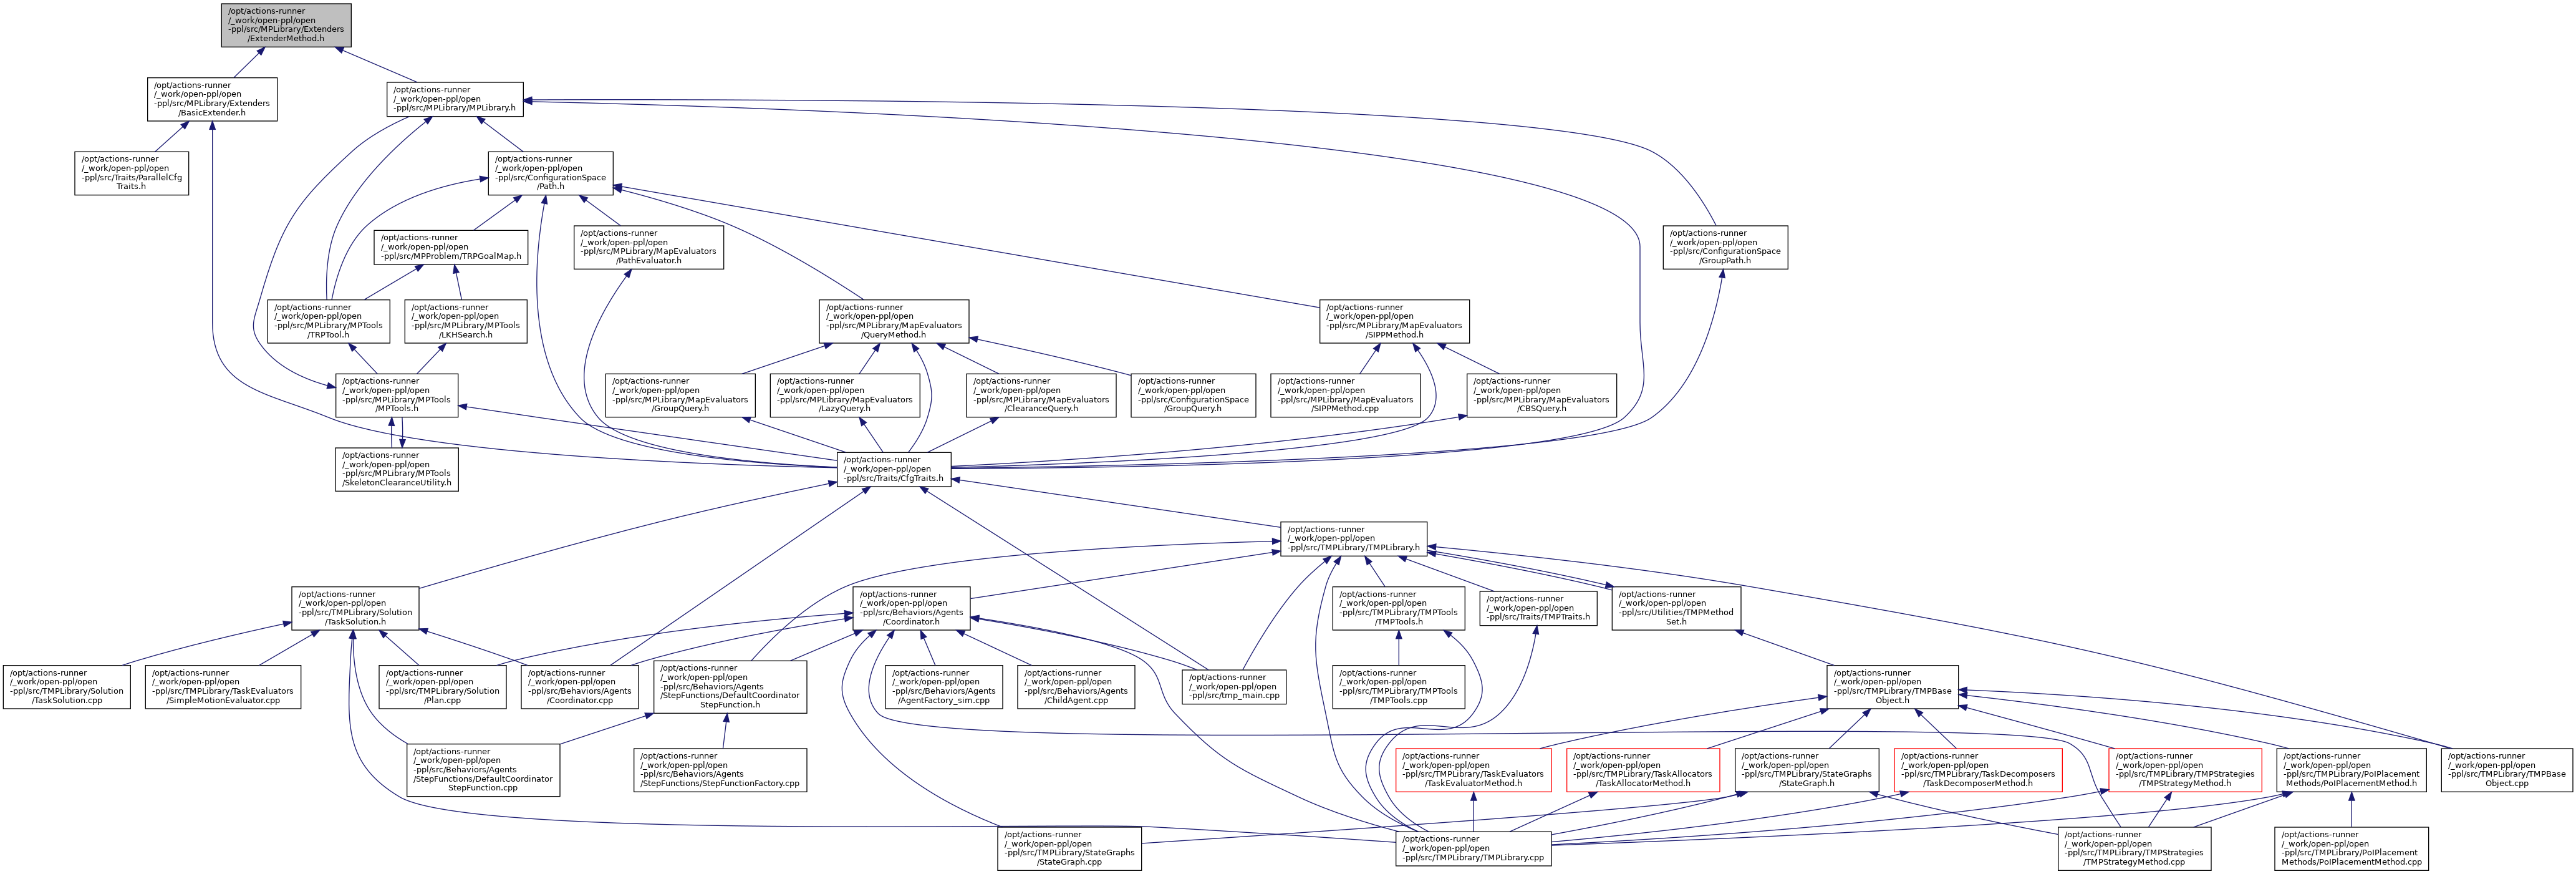 /opt/actions-runner
/_work/open-ppl/open
-ppl/src/MPLibrary/Extenders
/ExtenderMethod.h
/opt/actions-runner
/_work/open-ppl/open
-ppl/src/MPLibrary/Extenders
/BasicExtender.h
/opt/actions-runner
/_work/open-ppl/open
-ppl/src/MPLibrary/MPLibrary.h
/opt/actions-runner
/_work/open-ppl/open
-ppl/src/Traits/ParallelCfg
Traits.h
/opt/actions-runner
/_work/open-ppl/open
-ppl/src/ConfigurationSpace
/Path.h
/opt/actions-runner
/_work/open-ppl/open
-ppl/src/MPProblem/TRPGoalMap.h
/opt/actions-runner
/_work/open-ppl/open
-ppl/src/MPLibrary/MapEvaluators
/PathEvaluator.h
/opt/actions-runner
/_work/open-ppl/open
-ppl/src/ConfigurationSpace
/GroupPath.h
/opt/actions-runner
/_work/open-ppl/open
-ppl/src/MPLibrary/MPTools
/TRPTool.h
/opt/actions-runner
/_work/open-ppl/open
-ppl/src/MPLibrary/MPTools
/LKHSearch.h
/opt/actions-runner
/_work/open-ppl/open
-ppl/src/MPLibrary/MapEvaluators
/QueryMethod.h
/opt/actions-runner
/_work/open-ppl/open
-ppl/src/MPLibrary/MapEvaluators
/SIPPMethod.h
/opt/actions-runner
/_work/open-ppl/open
-ppl/src/MPLibrary/MPTools
/MPTools.h
/opt/actions-runner
/_work/open-ppl/open
-ppl/src/MPLibrary/MapEvaluators
/GroupQuery.h
/opt/actions-runner
/_work/open-ppl/open
-ppl/src/MPLibrary/MapEvaluators
/LazyQuery.h
/opt/actions-runner
/_work/open-ppl/open
-ppl/src/MPLibrary/MapEvaluators
/ClearanceQuery.h
/opt/actions-runner
/_work/open-ppl/open
-ppl/src/ConfigurationSpace
/GroupQuery.h
/opt/actions-runner
/_work/open-ppl/open
-ppl/src/MPLibrary/MapEvaluators
/SIPPMethod.cpp
/opt/actions-runner
/_work/open-ppl/open
-ppl/src/MPLibrary/MapEvaluators
/CBSQuery.h
/opt/actions-runner
/_work/open-ppl/open
-ppl/src/MPLibrary/MPTools
/SkeletonClearanceUtility.h
/opt/actions-runner
/_work/open-ppl/open
-ppl/src/Traits/CfgTraits.h
/opt/actions-runner
/_work/open-ppl/open
-ppl/src/TMPLibrary/TMPLibrary.h
/opt/actions-runner
/_work/open-ppl/open
-ppl/src/TMPLibrary/Solution
/TaskSolution.h
/opt/actions-runner
/_work/open-ppl/open
-ppl/src/Behaviors/Agents
/Coordinator.h
/opt/actions-runner
/_work/open-ppl/open
-ppl/src/TMPLibrary/TMPTools
/TMPTools.h
/opt/actions-runner
/_work/open-ppl/open
-ppl/src/Traits/TMPTraits.h
/opt/actions-runner
/_work/open-ppl/open
-ppl/src/Utilities/TMPMethod
Set.h
/opt/actions-runner
/_work/open-ppl/open
-ppl/src/TMPLibrary/Solution
/TaskSolution.cpp
/opt/actions-runner
/_work/open-ppl/open
-ppl/src/TMPLibrary/TaskEvaluators
/SimpleMotionEvaluator.cpp
/opt/actions-runner
/_work/open-ppl/open
-ppl/src/TMPLibrary/Solution
/Plan.cpp
/opt/actions-runner
/_work/open-ppl/open
-ppl/src/Behaviors/Agents
/Coordinator.cpp
/opt/actions-runner
/_work/open-ppl/open
-ppl/src/Behaviors/Agents
/StepFunctions/DefaultCoordinator
StepFunction.h
/opt/actions-runner
/_work/open-ppl/open
-ppl/src/Behaviors/Agents
/AgentFactory_sim.cpp
/opt/actions-runner
/_work/open-ppl/open
-ppl/src/Behaviors/Agents
/ChildAgent.cpp
/opt/actions-runner
/_work/open-ppl/open
-ppl/src/tmp_main.cpp
/opt/actions-runner
/_work/open-ppl/open
-ppl/src/TMPLibrary/TMPTools
/TMPTools.cpp
/opt/actions-runner
/_work/open-ppl/open
-ppl/src/TMPLibrary/TMPBase
Object.h
/opt/actions-runner
/_work/open-ppl/open
-ppl/src/Behaviors/Agents
/StepFunctions/DefaultCoordinator
StepFunction.cpp
/opt/actions-runner
/_work/open-ppl/open
-ppl/src/Behaviors/Agents
/StepFunctions/StepFunctionFactory.cpp
/opt/actions-runner
/_work/open-ppl/open
-ppl/src/TMPLibrary/TaskEvaluators
/TaskEvaluatorMethod.h
/opt/actions-runner
/_work/open-ppl/open
-ppl/src/TMPLibrary/TaskAllocators
/TaskAllocatorMethod.h
/opt/actions-runner
/_work/open-ppl/open
-ppl/src/TMPLibrary/StateGraphs
/StateGraph.h
/opt/actions-runner
/_work/open-ppl/open
-ppl/src/TMPLibrary/TaskDecomposers
/TaskDecomposerMethod.h
/opt/actions-runner
/_work/open-ppl/open
-ppl/src/TMPLibrary/TMPStrategies
/TMPStrategyMethod.h
/opt/actions-runner
/_work/open-ppl/open
-ppl/src/TMPLibrary/PoIPlacement
Methods/PoIPlacementMethod.h
/opt/actions-runner
/_work/open-ppl/open
-ppl/src/TMPLibrary/TMPBase
Object.cpp
/opt/actions-runner
/_work/open-ppl/open
-ppl/src/TMPLibrary/StateGraphs
/StateGraph.cpp
/opt/actions-runner
/_work/open-ppl/open
-ppl/src/TMPLibrary/TMPLibrary.cpp
/opt/actions-runner
/_work/open-ppl/open
-ppl/src/TMPLibrary/TMPStrategies
/TMPStrategyMethod.cpp
/opt/actions-runner
/_work/open-ppl/open
-ppl/src/TMPLibrary/PoIPlacement
Methods/PoIPlacementMethod.cpp